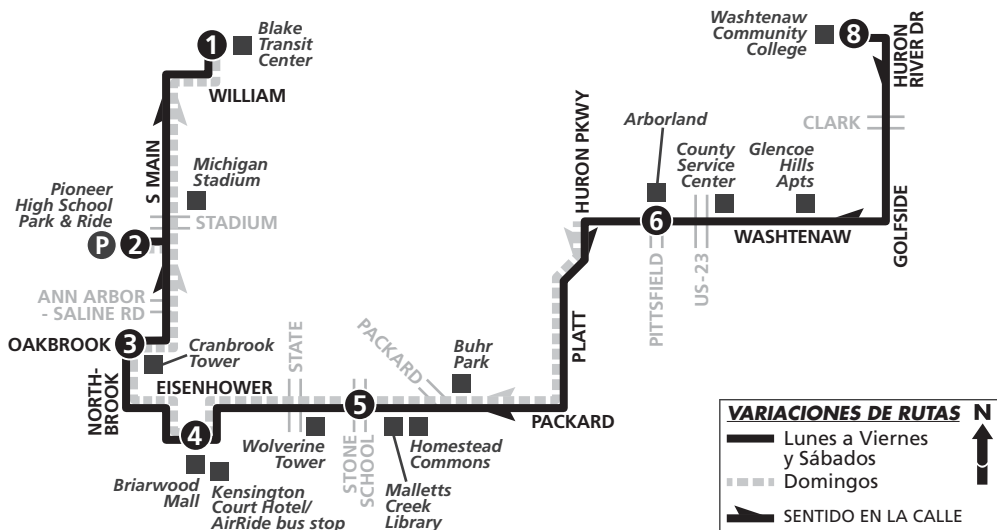 1
Blake
Transit
Center
WILLIAM
S MAIN
Michigan
Stadium
Pioneer
High School
Park & Ride
P
2
STADIUM
ANN ARBOR
- SALINE RD
OAKBROOK
3
Cranbrook
Tower
NORTH-
BROOK
EISENHOWER
4
Briarwood
Mall
Kensington
Court Hotel/
AirRide bus stop
STATE
Wolverine
Tower
5
STONE
SCHOOL
PACKARD
Buhr
Park
Homestead
Commons
Malletts
Creek
Library
PACKARD
PLATT
HURON PKWY
Arborland
6
PITTSFIELD
US-23
County
Service
Center
Glencoe
Hills
Apts
WASHTENAW
GOLFSIDE
CLARK
Washtenaw
Community
College
8
HURON
RIVER DR
VARIACIONES DE RUTAS
N
Lunes a Viernes
y Sábados
Domingos
SENTIDO EN LA CALLE